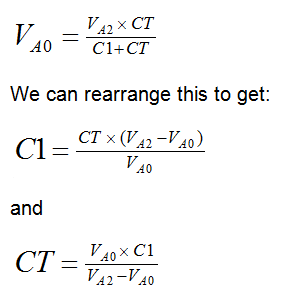 V_A0 = (V_A2 × CT) / (C1+CT)
We can rearrange this to get:
C1 = (CT × (V_A2 − V_A0)) / V_A0
and
CT = (V_A0 × C1) / (V_A2 − V_A0)